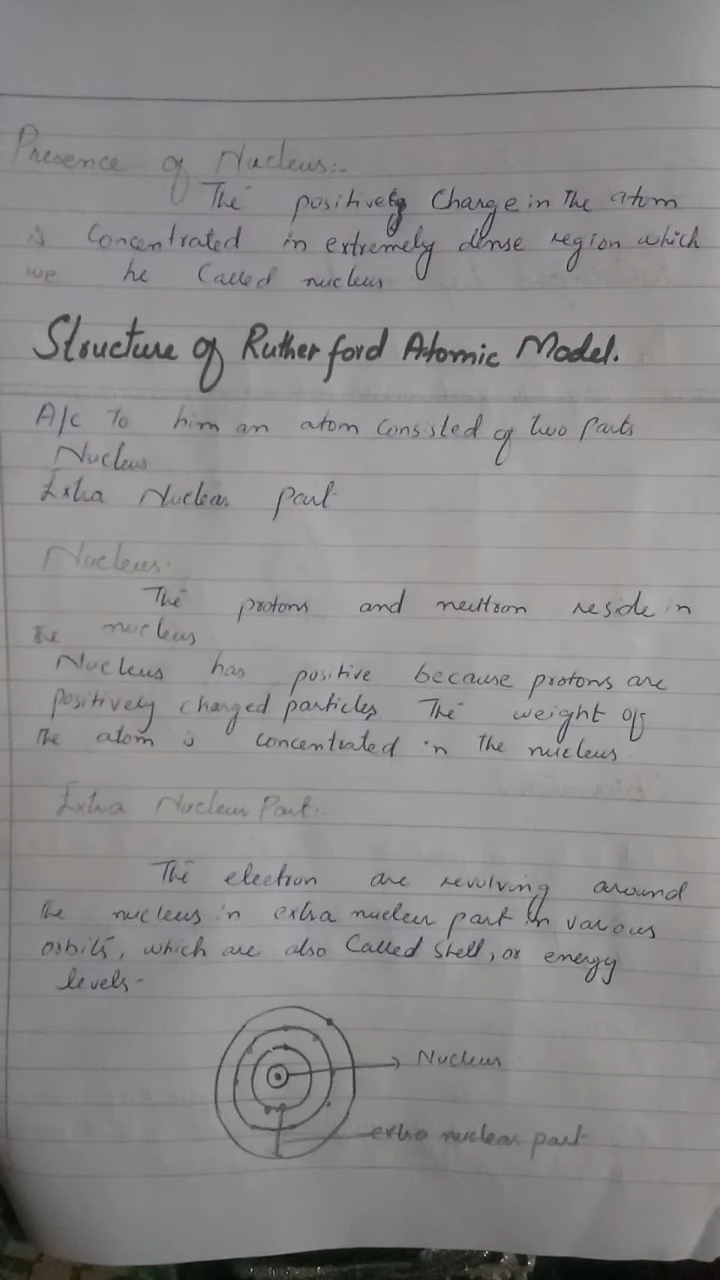 Presence of Nucleus:-
The positively Charge in The atom
is Concentrated in extremely dense region which
we he Called nucleus
Structure of Rutherford Atomic Model.
A/c To him an atom consisted of two Parts
Nucleus
Extra Nuclear part
Nucleus:
The protons and neutron reside in
The nucleus
Nucleus has positive because protons are
positively charged particles The weight of
The atom is concentrated in The nucleus
Extra Nuclear Part:-
The electron are revolving around
the nucleus in extra nuclear part in various
orbits, which are also Called Shell, or energy
levels-
Nucleus
extra nuclear part